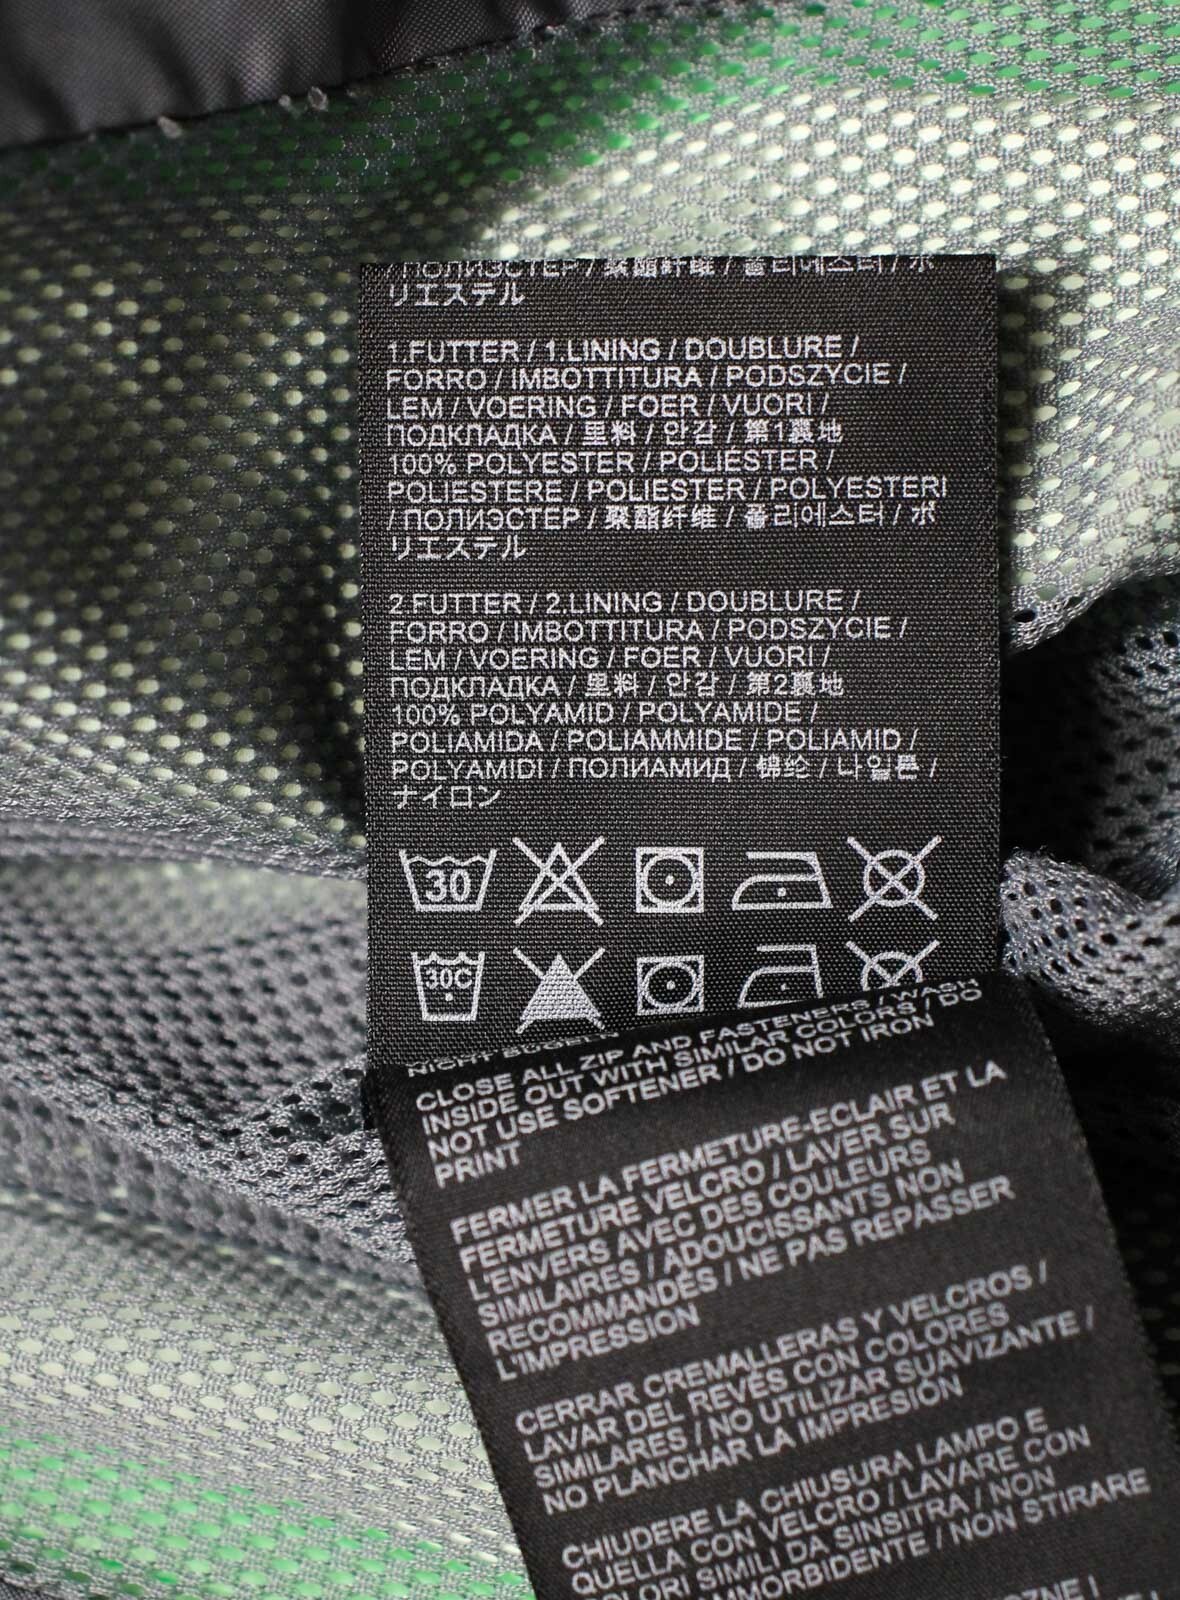 / ПОЛИЭСТЕР / 聚酯纤维 / 폴리에스터 / ポ
リエステル
1.FUTTER / 1.LINING / DOUBLURE /
FORRO / IMBOTTITURA / PODSZYCIE /
LEM / VOERING / FOER / VUORI /
ПОДКЛАДКА / 里料 / 안감 / 第1裏地
100% POLYESTER / POLIÉSTER /
POLIESTERE / POLIESTER / POLYESTERI
/ ПОЛИЭСТЕР / 聚酯纤维 / 폴리에스터 / ポ
リエステル
2.FUTTER / 2.LINING / DOUBLURE /
FORRO / IMBOTTITURA / PODSZYCIE /
LEM / VOERING / FOER / VUORI /
ПОДКЛАДКА / 里料 / 안감 / 第2裏地
100% POLYAMID / POLYAMIDE /
POLIAMIDA / POLIAMMIDE / POLIAMID /
POLYAMIDI / ПОЛИАМИД / 锦纶 / 나일론 /
ナイロン
30
30C
NICHT BÜGELN
CLOSE ALL ZIP AND FASTENERS / WASH
INSIDE OUT WITH SIMILAR COLORS / DO
NOT USE SOFTENER / DO NOT IRON
PRINT
FERMER LA FERMETURE-ECLAIR ET LA
FERMETURE VELCRO / LAVER SUR
L'ENVERS AVEC DES COULEURS
SIMILAIRES / ADOUCISSANTS NON
RECOMMANDÉS / NE PAS REPASSER
L'IMPRESSION
CERRAR CREMALLERAS Y VELCROS /
LAVAR DEL REVÉS CON COLORES
SIMILARES / NO UTILIZAR SUAVIZANTE /
NO PLANCHAR LA IMPRESIÓN
CHIUDERE LA CHIUSURA LAMPO E
QUELLA CON VELCRO / LAVARE CON
COLORI SIMILI DA SINSITRA / NON
AMMORBIDENTE / NON STIRARE